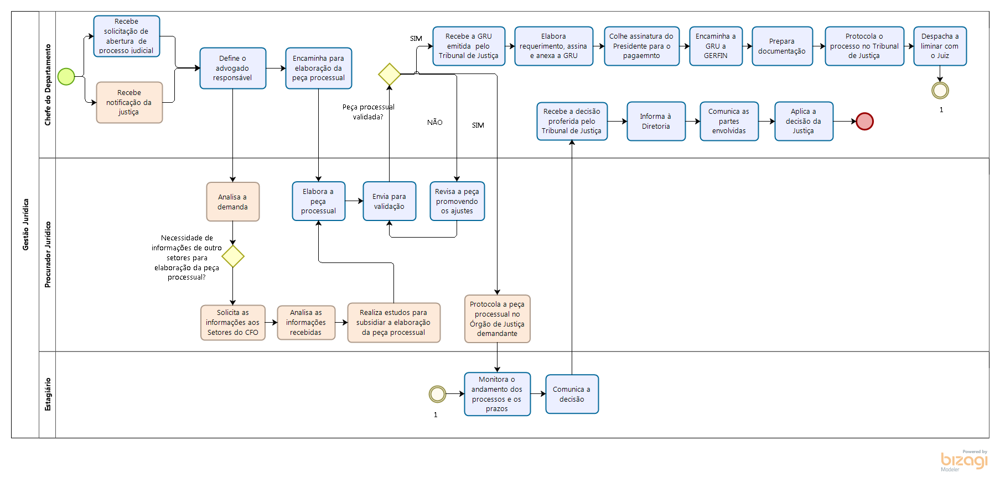 Gestão Jurídica
Chefe do Departamento
Recebe
solicitação de
abertura  de
processo judicial
Recebe
notificação da
justiça
Define o
advogado
responsável
Encaminha para
elaboração da
peça processual
Peça processual
validada?
SIM
NÃO
SIM
Recebe a GRU
emitida  pelo
Tribunal de Justiça
Elabora
requerimento, assina
e anexa a GRU
Colhe assinatura do
Presidente para o
pagaemnto
Encaminha a
GRU a
GERFIN
Prepara
documentação
Protocola o
processo no Tribunal
de Justiça
Despacha a
liminar com
o Juiz
1
Recebe a decisão
proferida pelo
Tribunal de Justiça
Informa à
Diretoria
Comunica as
partes
envolvidas
Aplica a
decisão da
Justiça
Procurador Jurídico
Analisa a
demanda
Necessidade de
informações de outro
setores para
elaboração da peça
processual?
Elabora a
peça
processual
Envia para
validação
Revisa a peça
promovendo
os ajustes
Solicita as
informações aos
Setores do CFO
Analisa as
informações
recebidas
Realiza estudos para
subsidiar a elaboração
da peça processual
Protocola a peça
processual no
Órgão de Justiça
demandante
Estagiário
1
Monitora o
andamento dos
processos e os
prazos
Comunica a
decisão
Powered by
bizagi
Modeler